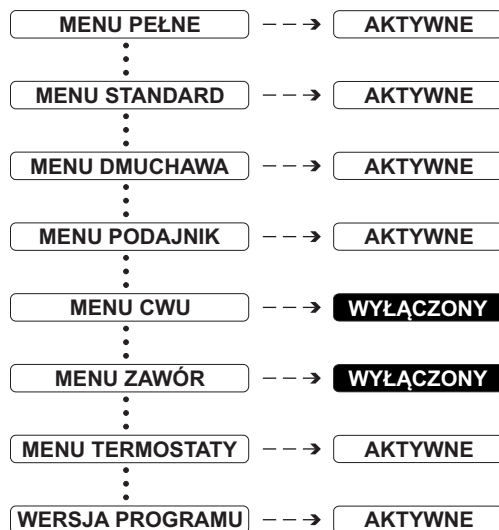 MENU PEŁNE AKTYWNE
MENU STANDARD AKTYWNE
MENU DMUCHAWA AKTYWNE
MENU PODAJNIK AKTYWNE
MENU CWU WYŁĄCZONY
MENU ZAWÓR WYŁĄCZONY
MENU TERMOSTATY AKTYWNE
WERSJA PROGRAMU AKTYWNE